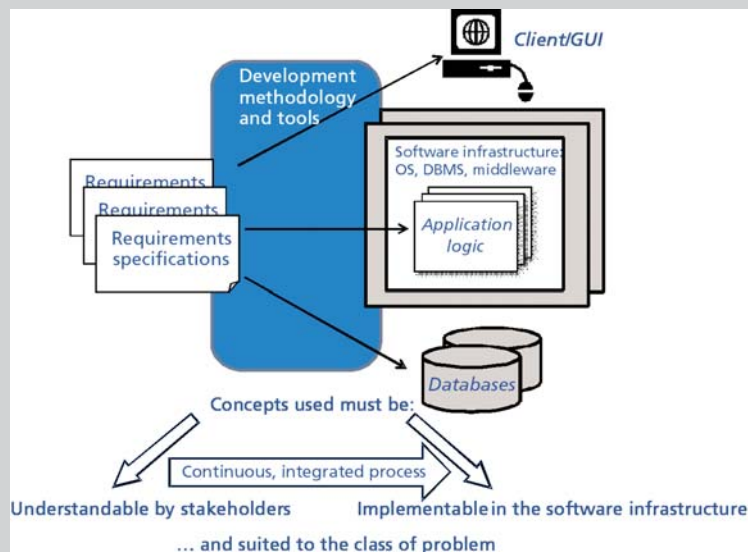 Client/GUI
Development
methodology
and tools
Software infrastructure:
OS, DBMS, middleware
Requirements
Requirements
Requirements
specifications
Application
logic
Databases
Concepts used must be:
Continuous, integrated process
Understandable by stakeholders
Implementable in the software infrastructure
... and suited to the class of problem